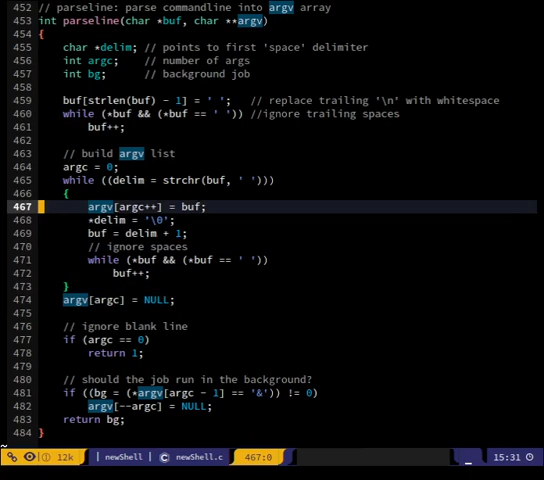 452 // parseline: parse commandline into argv array
453 int parseline(char *buf, char **argv)
454 {
455     char *delim; // points to first 'space' delimiter
456     int argc;    // number of args
457     int bg;      // background job
458
459     buf[strlen(buf) - 1] = ' ';   // replace trailing '\n' with whitespace
460     while (*buf && (*buf == ' ')) //ignore trailing spaces
461         buf++;
462
463     // build argv list
464     argc = 0;
465     while ((delim = strchr(buf, ' ')))
466     {
467         argv[argc++] = buf;
468         *delim = '\0';
469         buf = delim + 1;
470         // ignore spaces
471         while (*buf && (*buf == ' '))
472             buf++;
473     }
474     argv[argc] = NULL;
475
476     // ignore blank line
477     if (argc == 0)
478         return 1;
479
480     // should the job run in the background?
481     if ((bg = (*argv[argc - 1] == '&')) != 0)
482         argv[--argc] = NULL;
483     return bg;
484 }
~
12k | newShell | newShell.c 467:0 15:31